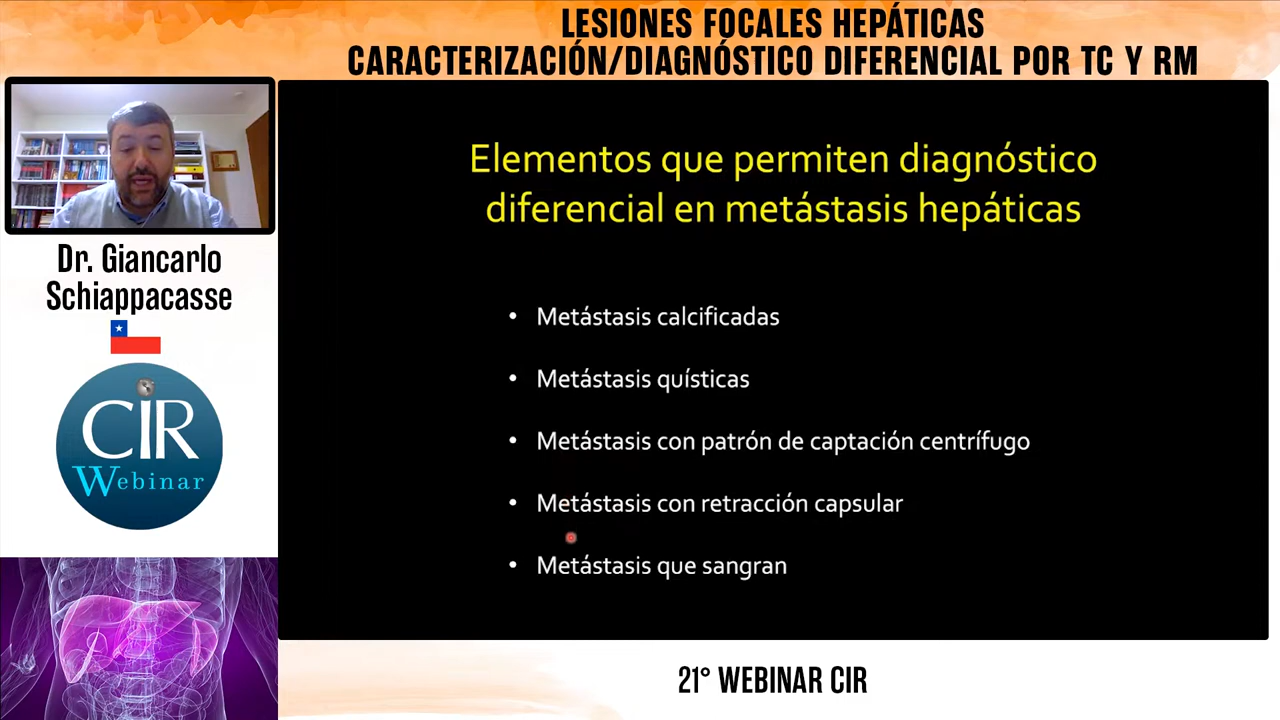 LESIONES FOCALES HEPÁTICAS
CARACTERIZACIÓN/DIAGNÓSTICO DIFERENCIAL POR TC Y RM
Dr. Giancarlo
Schiappacasse
CIR
Webinar
Elementos que permiten diagnóstico
diferencial en metástasis hepáticas
• Metástasis calcificadas
• Metástasis quísticas
• Metástasis con patrón de captación centrífugo
• Metástasis con retracción capsular
• Metástasis que sangran
21° WEBINAR CIR